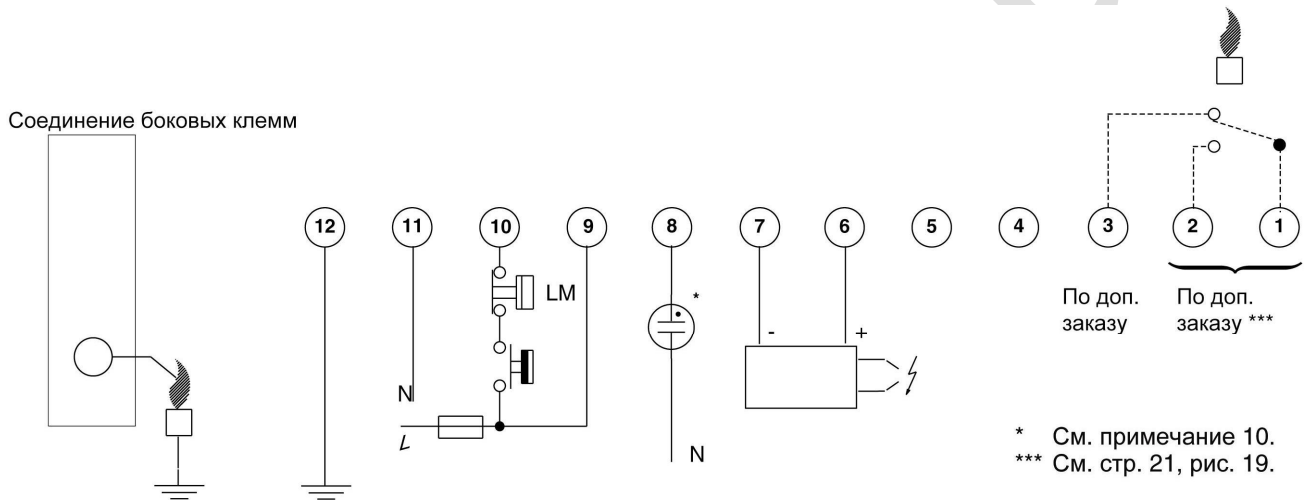 Соединение боковых клемм
12 11 10 9 8 7 6 5 4 3 2 1
LM
*
По доп.
заказу
По доп.
заказу ***
- +
N
L
N
* См. примечание 10.
*** См. стр. 21, рис. 19.